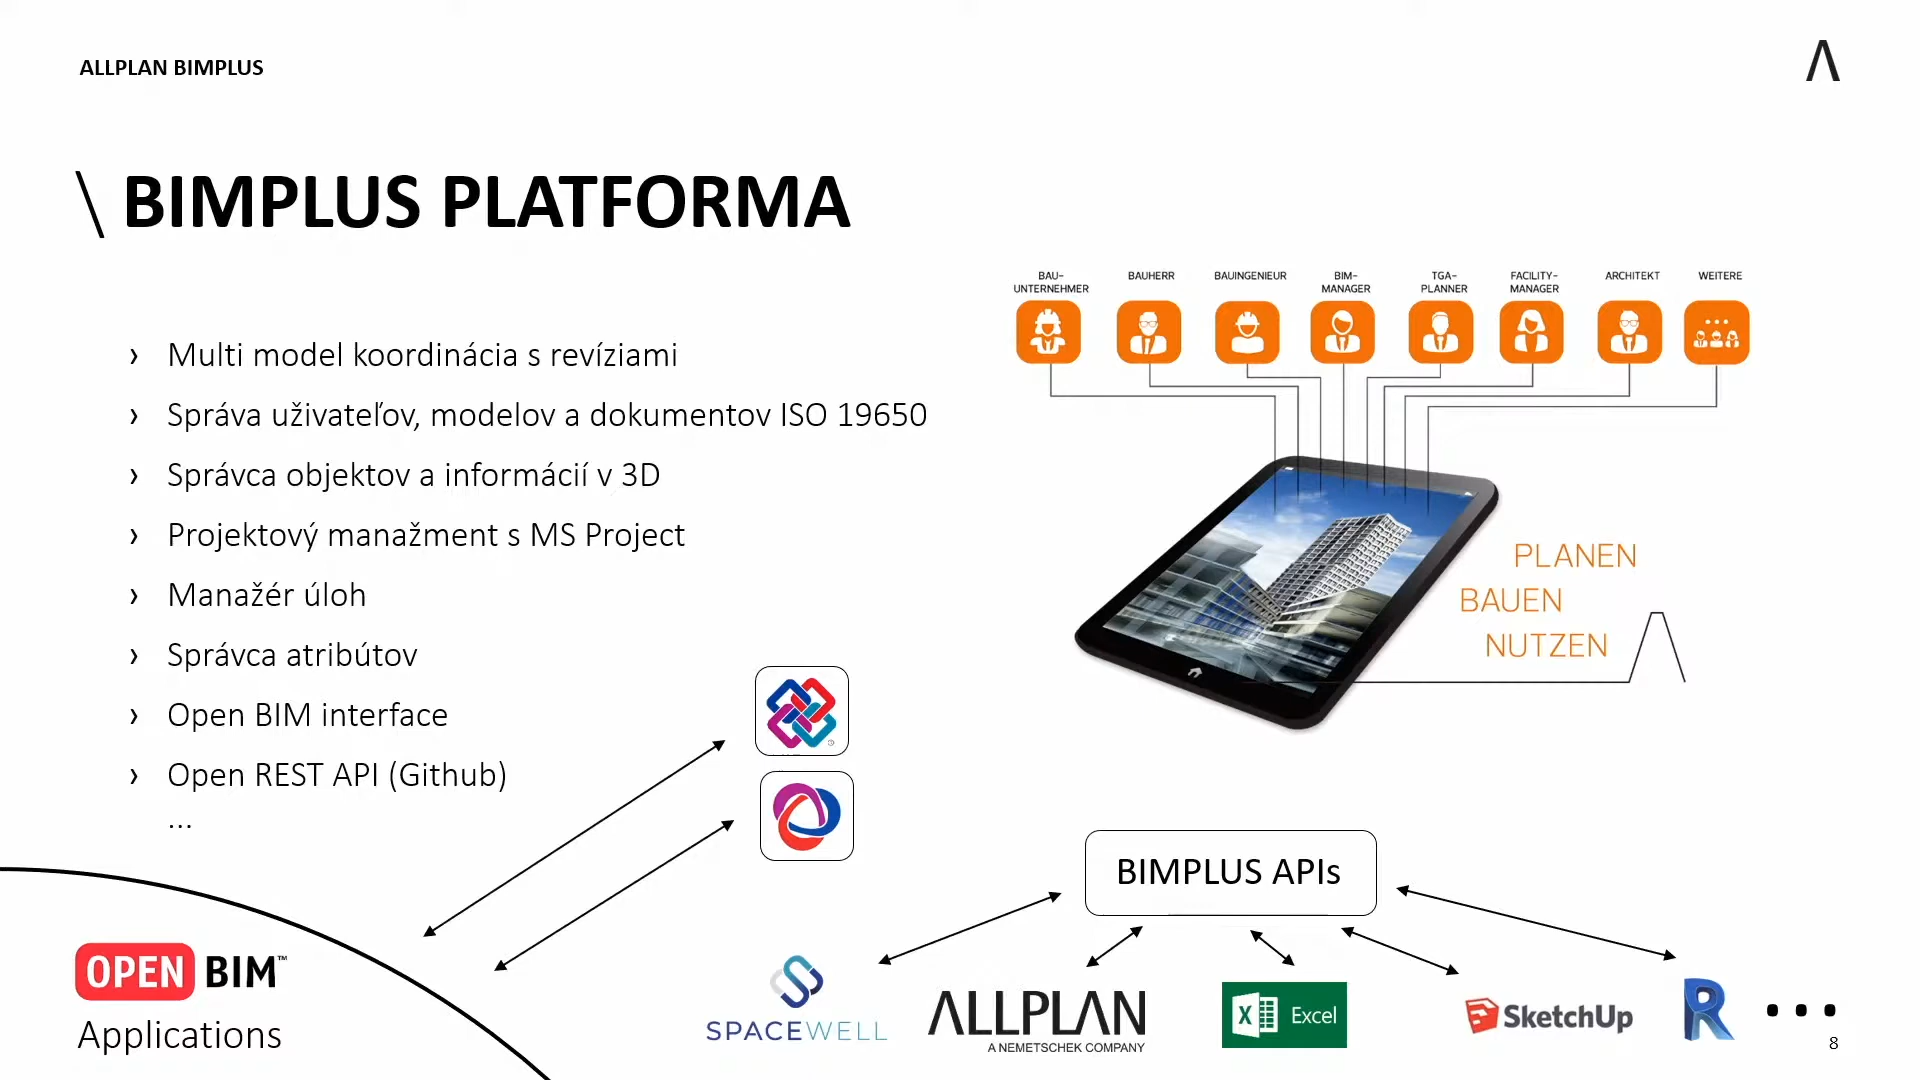 ALLPLAN BIMPLUS
\ BIMPLUS PLATFORMA
› Multi model koordinácia s revíziami
› Správa uživateľov, modelov a dokumentov ISO 19650
› Správca objektov a informácií v 3D
› Projektový manažment s MS Project
› Manažér úloh
› Správca atribútov
› Open BIM interface
› Open REST API (Github)
...
BAU-
UNTERNEHMER
BAUHERR
BAUINGENIEUR
BIM-
MANAGER
TGA-
PLANNER
FACILITY-
MANAGER
ARCHITEKT
WEITERE
PLANEN
BAUEN
NUTZEN
BIMPLUS APIs
OPEN BIM™
Applications
SPACEWELL
ALLPLAN
A NEMETSCHEK COMPANY
X Excel
SketchUp
R
...
8